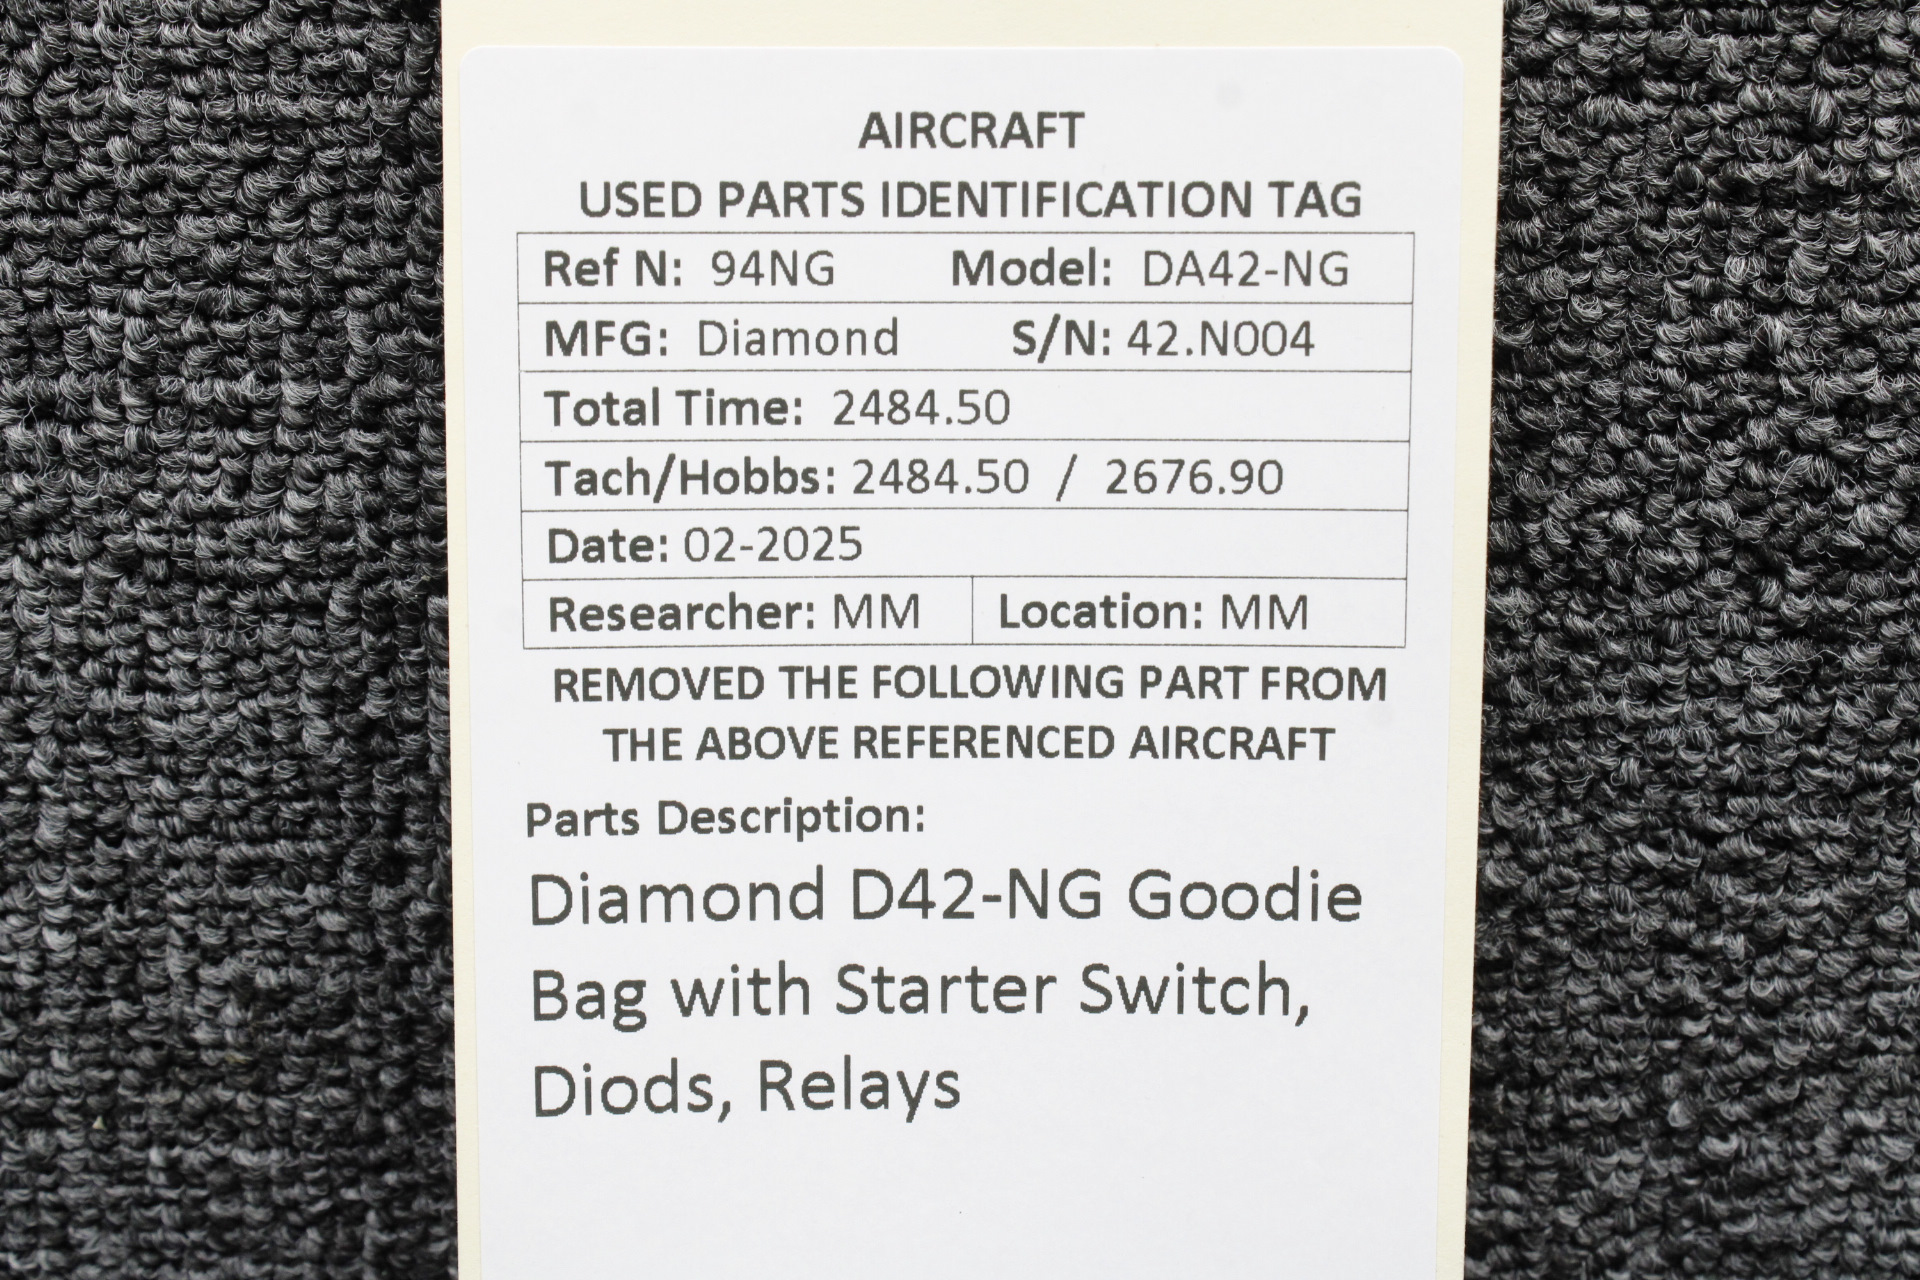 AIRCRAFT
USED PARTS IDENTIFICATION TAG
Ref N: 94NG Model: DA42-NG
MFG: Diamond S/N: 42.N004
Total Time: 2484.50
Tach/Hobbs: 2484.50 / 2676.90
Date: 02-2025
Researcher: MM Location: MM
REMOVED THE FOLLOWING PART FROM
THE ABOVE REFERENCED AIRCRAFT
Parts Description:
Diamond D42-NG Goodie
Bag with Starter Switch,
Diods, Relays